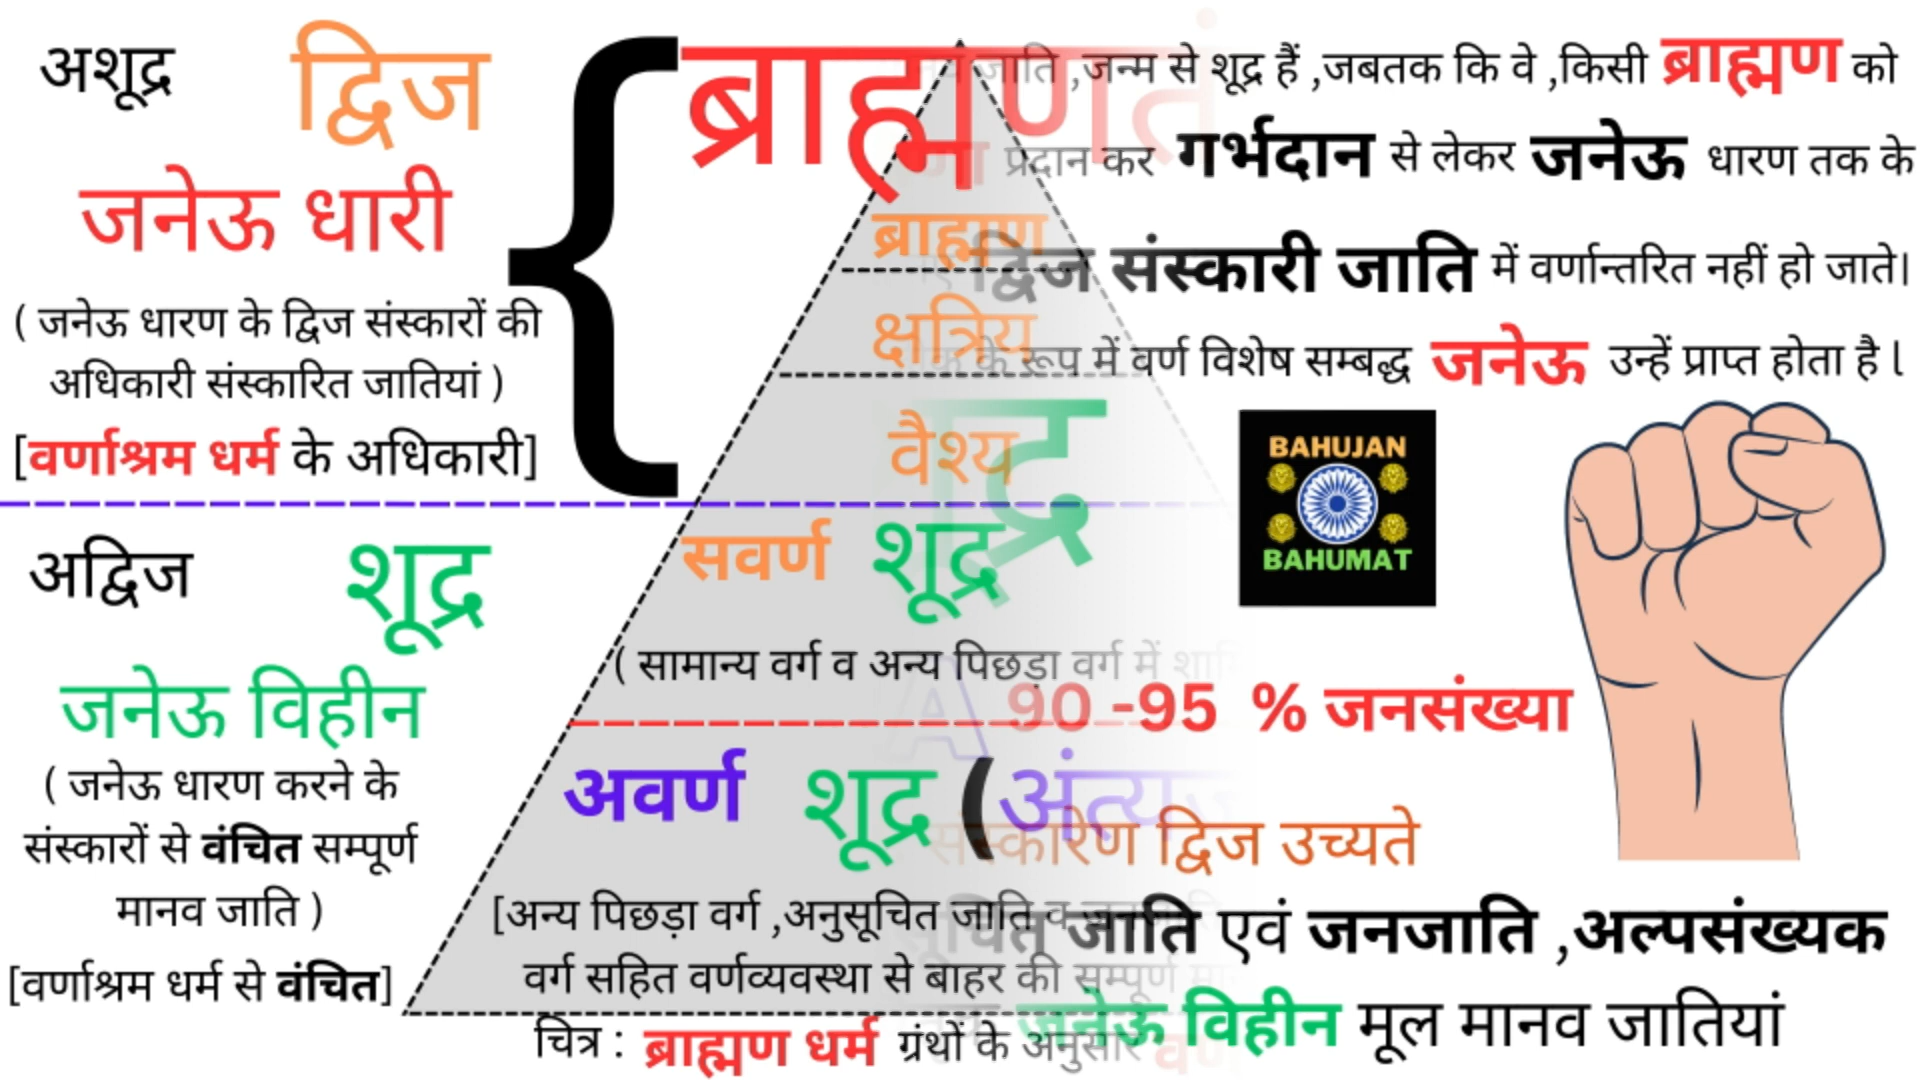 अशूद्र द्विज
जनेऊ धारी
( जनेऊ धारण के द्विज संस्कारों की
अधिकारी संस्कारित जातियां )
[वर्णाश्रम धर्म के अधिकारी]
अद्विज शूद्र
जनेऊ विहीन
( जनेऊ धारण करने के
संस्कारों से वंचित सम्पूर्ण
मानव जाति )
[वर्णाश्रम धर्म से वंचित]
ब्राह्मण
ब्राह्मण
क्षत्रिय
वैश्य
सवर्ण शूद्र
( सामान्य वर्ग व अन्य पिछड़ा वर्ग में
अवर्ण शूद्र (
[अन्य पिछड़ा वर्ग ,अनुसूचित जाति व
वर्ग सहित वर्णव्यवस्था से बाहर की सम्पूर्ण
चित्र : ब्राह्मण धर्म ग्रंथों के अनुसार
जाति ,जन्म से शूद्र हैं ,जबतक कि वे ,किसी ब्राह्मण को
प्रदान कर गर्भदान से लेकर जनेऊ धारण तक के
द्विज संस्कारी जाति में वर्णान्तरित नहीं हो जाते।
के रूप में वर्ण विशेष सम्बद्ध जनेऊ उन्हें प्राप्त होता है l
BAHUJAN
BAHUMAT
90 -95 % जनसंख्या
द्विज उच्यते
जाति एवं जनजाति ,अल्पसंख्यक
जनेऊ विहीन मूल मानव जातियां